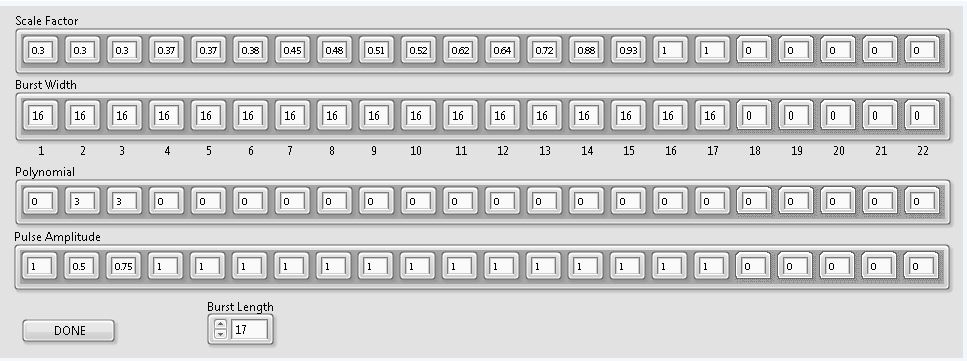 Scale Factor
0.3 0.3 0.3 0.37 0.37 0.38 0.45 0.48 0.51 0.52 0.62 0.64 0.72 0.88 0.93 1 1 0 0 0 0 0
Burst Width
16 16 16 16 16 16 16 16 16 16 16 16 16 16 16 16 16 0 0 0 0 0
1 2 3 4 5 6 7 8 9 10 11 12 13 14 15 16 17 18 19 20 21 22
Polynomial
0 3 3 0 0 0 0 0 0 0 0 0 0 0 0 0 0 0 0 0 0 0
Pulse Amplitude
1 0.5 0.75 1 1 1 1 1 1 1 1 1 1 1 1 1 1 0 0 0 0 0
Burst Length
DONE 17